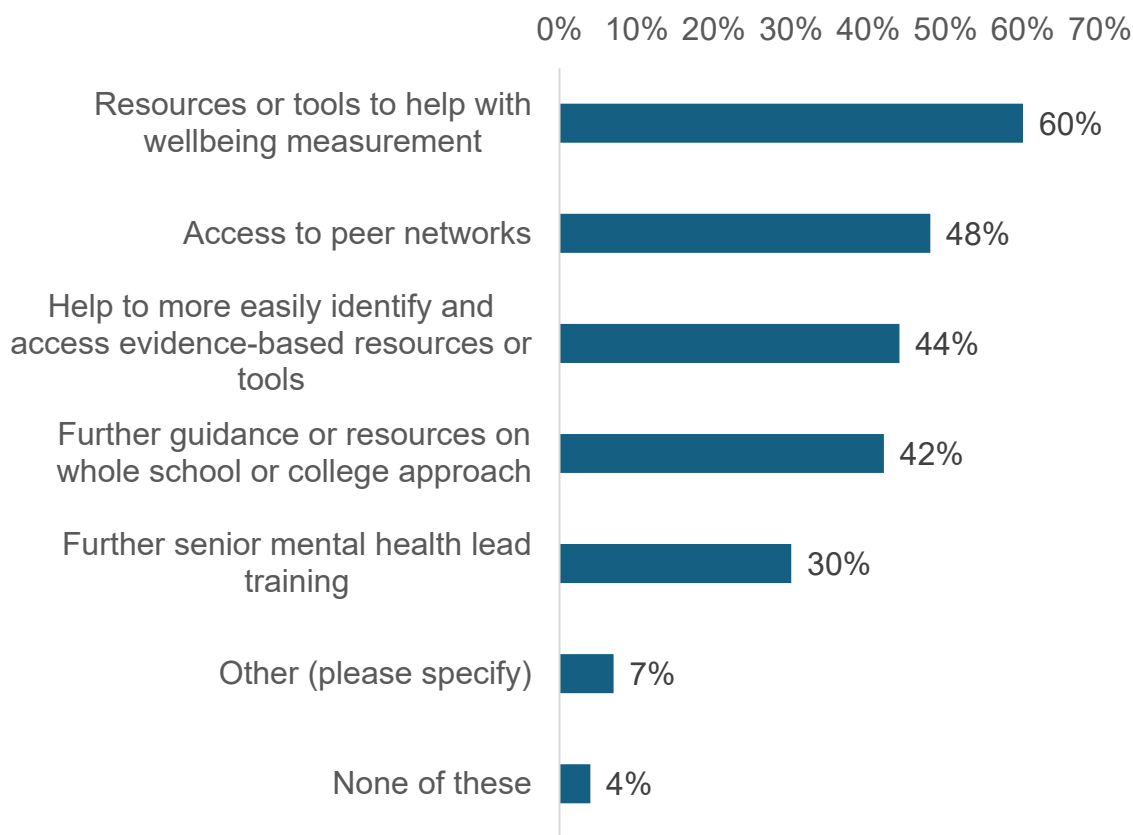 0% 10% 20% 30% 40% 50% 60% 70%
Resources or tools to help with
wellbeing measurement
60%
Access to peer networks
48%
Help to more easily identify and
access evidence-based resources or
tools
44%
Further guidance or resources on
whole school or college approach
42%
Further senior mental health lead
training
30%
Other (please specify)
7%
None of these
4%